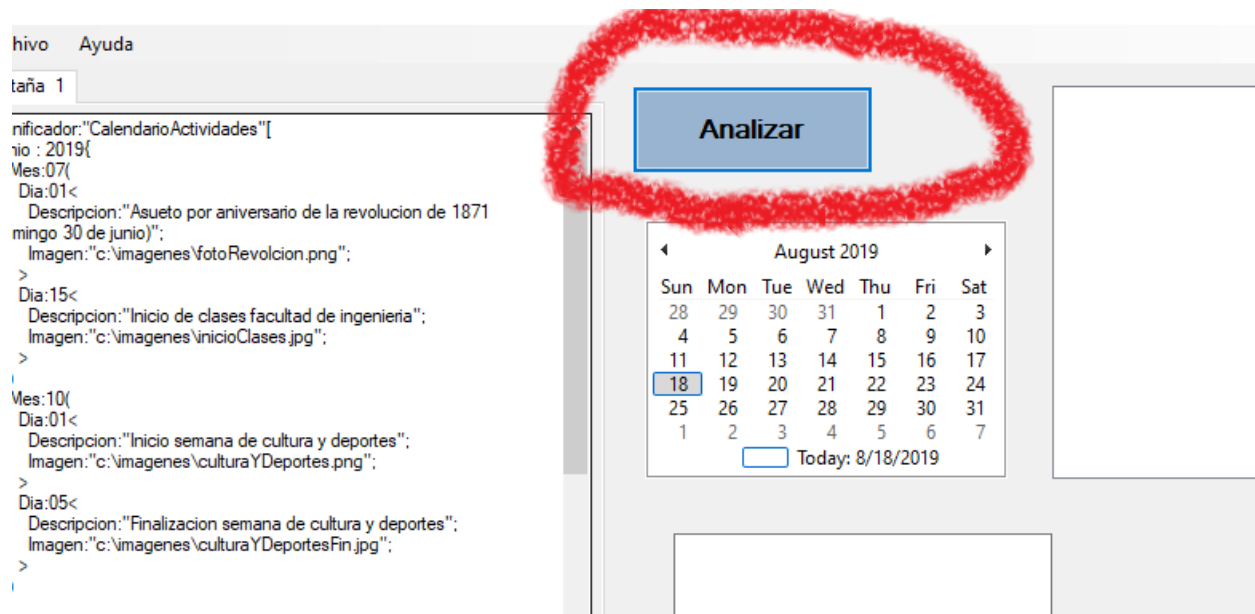 hivo Ayuda
taña 1
nificador:"CalendarioActividades"[
nio : 2019{
Mes:07(
Dia:01<
Descripcion:"Asueto por aniversario de la revolucion de 1871
mingo 30 de junio)";
Imagen:"c:\imagenes\fotoRevolcion.png";
>
Dia:15<
Descripcion:"Inicio de clases facultad de ingenieria";
Imagen:"c:\imagenes\inicioClases.jpg";
>
)
Mes:10(
Dia:01<
Descripcion:"Inicio semana de cultura y deportes";
Imagen:"c:\imagenes\culturaYDeportes.png";
>
Dia:05<
Descripcion:"Finalizacion semana de cultura y deportes";
Imagen:"c:\imagenes\culturaYDeportesFin.jpg";
>
)
Analizar
August 2019
Sun Mon Tue Wed Thu Fri Sat
28 29 30 31 1 2 3
4 5 6 7 8 9 10
11 12 13 14 15 16 17
18 19 20 21 22 23 24
25 26 27 28 29 30 31
1 2 3 4 5 6 7
Today: 8/18/2019